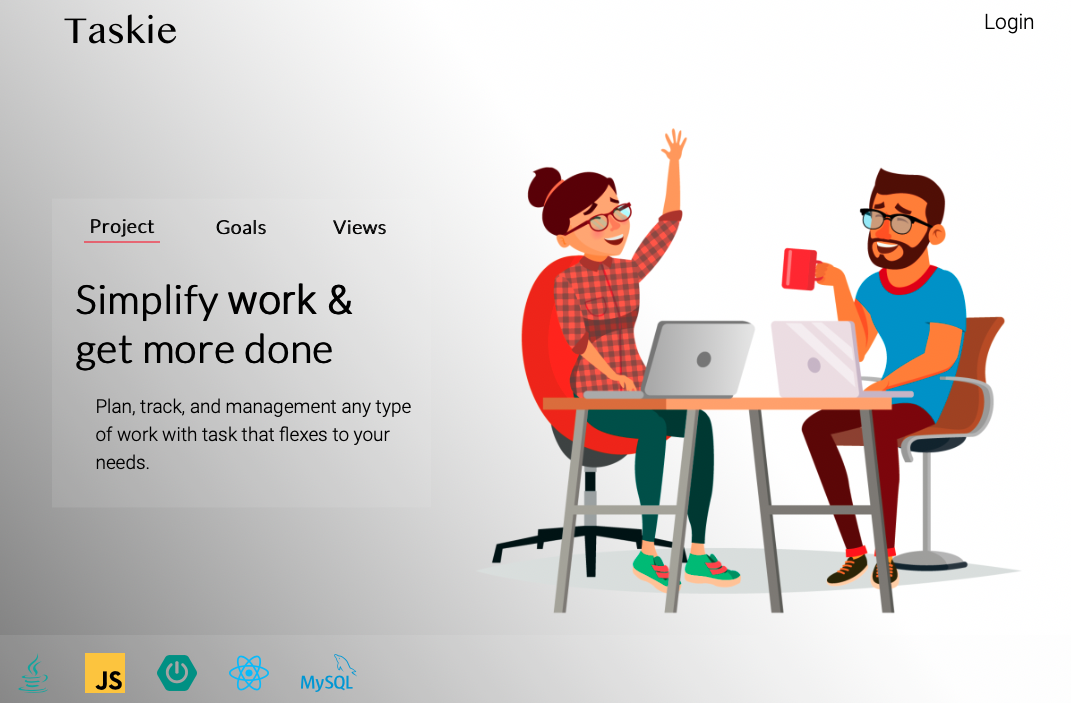 Taskie
Login
Project Goals Views
Simplify work &
get more done
Plan, track, and management any type
of work with task that flexes to your
needs.
JS
MySQL